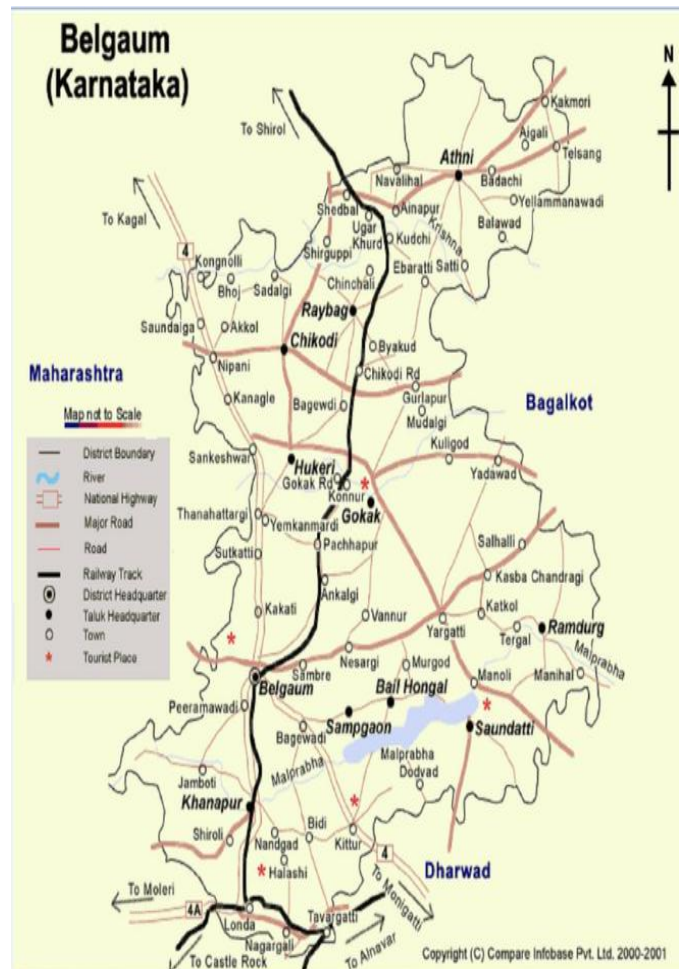 Belgaum
(Karnataka)
N
To Shirol
Kakmori
Aigali
Telsang
Athni
Navalihal
Badachi
Yellammanawadi
Shedbal
Ainapur
Balawad
To Kagal
Ugar
Khurd
Kudchi
Krishna
4
Shirguppi
Kongnolli
Ebaratti
Satti
Bhoj
Sadalgi
Chinchali
Raybag
Saundalga
Akkol
Chikodi
Byakud
Nipani
Maharashtra
Chikodi Rd
Kanagle
Bagewdi
Gurlapur
Bagalkot
Mudalgi
Map not to Scale
District Boundary
River
National Highway
Major Road
Road
Railway Track
District Headquarter
Taluk Headquarter
Town
Tourist Place
Sankeshwar
Hukeri
Kuligod
Yadawad
Gokak Rd
Konnur
Gokak
Thanahattargi
Yemkanmardi
Pachhapur
Sutkatti
Salhalli
Ankalgi
Kasba Chandragi
Kakati
Vannur
Katkol
Yargatti
Tergal
Ramdurg
Malprabha
Nesargi
Murgod
Sambre
Manoli
Manihal
Belgaum
Bail Hongal
Peeramawadi
Sampgaon
Saundatti
Bagewadi
Malprabha
Malprabha
Dodvad
Jamboti
Khanapur
Bidi
Shiroli
Nandgad
Kittur
Halashi
4
Dharwad
To Moleri
To Monigatti
4A
Londa
Tavargatti
Nagargali
To Castle Rock
To Alnavar
Copyright (C) Compare Infobase Pvt. Ltd. 2000-2001